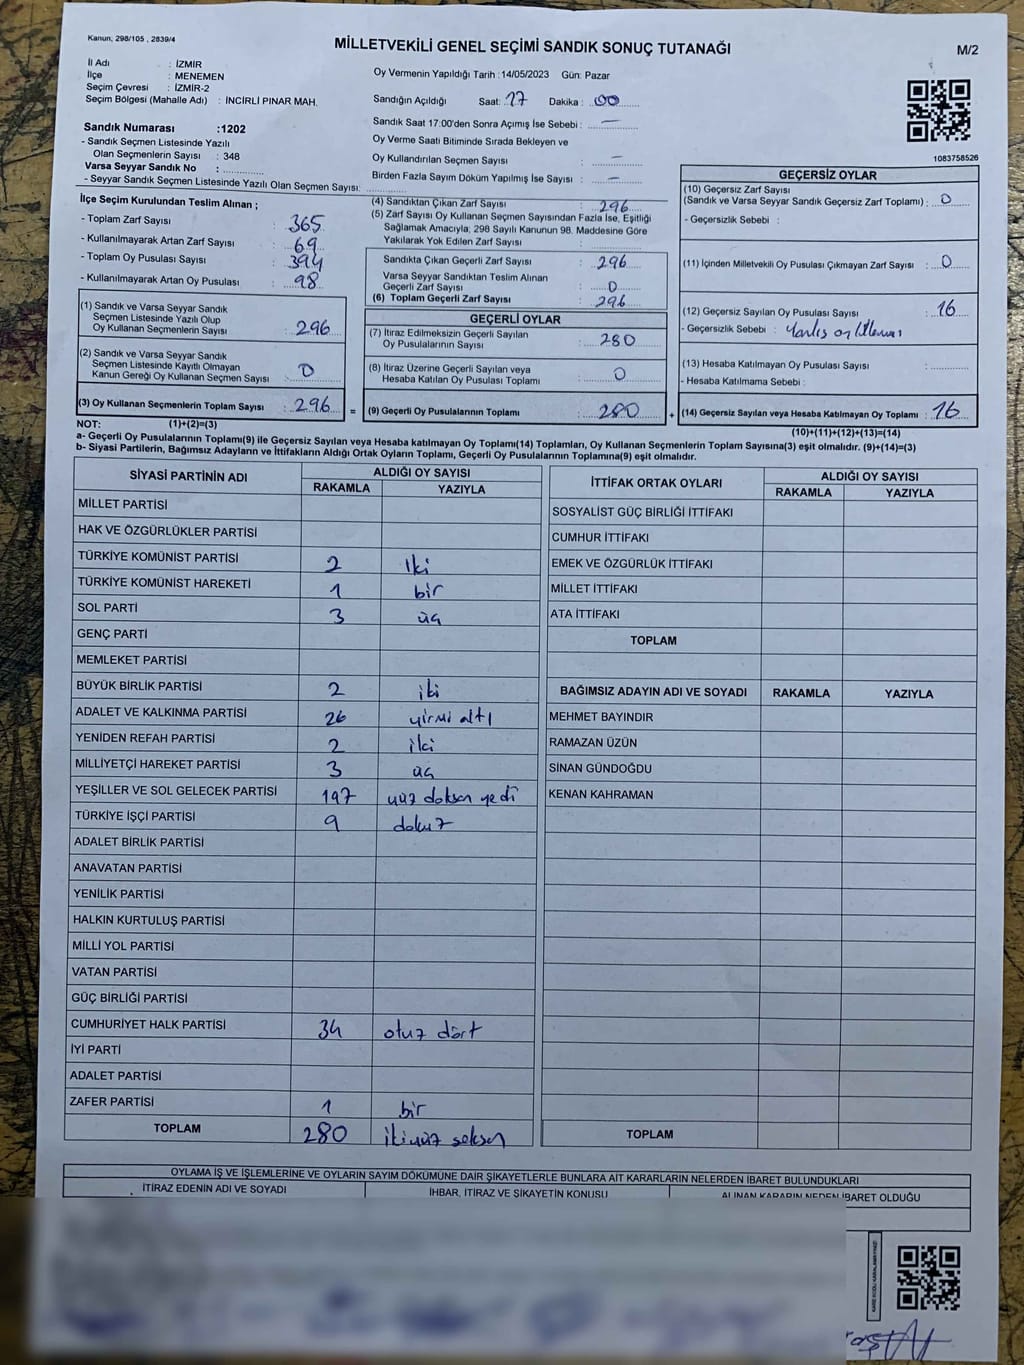 Kanun; 298/105 , 2839/4
MİLLETVEKİLİ GENEL SEÇİMİ SANDIK SONUÇ TUTANAĞI
M/2
İl Adı : İZMİR
İlçe : MENEMEN
Seçim Çevresi : İZMİR-2
Seçim Bölgesi (Mahalle Adı) : İNCİRLİ PINAR MAH.
Sandık Numarası :1202
- Sandık Seçmen Listesinde Yazılı
Olan Seçmenlerin Sayısı : 348
Varsa Seyyar Sandık No :
- Seyyar Sandık Seçmen Listesinde Yazılı Olan Seçmen Sayısı:
Oy Vermenin Yapıldığı Tarih :14/05/2023 Gün: Pazar
Sandığın Açıldığı Saat: 17 Dakika : 00
Sandık Saat 17:00'den Sonra Açımış İse Sebebi : —
Oy Verme Saati Bitiminde Sırada Bekleyen ve
Oy Kullandırılan Seçmen Sayısı : —
Birden Fazla Sayım Döküm Yapılmış İse Sayısı : —
1083758526
İlçe Seçim Kurulundan Teslim Alınan ;
- Toplam Zarf Sayısı : 365
- Kullanılmayarak Artan Zarf Sayısı : 69
- Toplam Oy Pusulası Sayısı : 394
- Kullanılmayarak Artan Oy Pusulası : 98
(1) Sandık ve Varsa Seyyar Sandık
Seçmen Listesinde Yazılı Olup
Oy Kullanan Seçmenlerin Sayısı : 296
(2) Sandık ve Varsa Seyyar Sandık
Seçmen Listesinde Kayıtlı Olmayan
Kanun Gereği Oy Kullanan Seçmen Sayısı : 0
(3) Oy Kullanan Seçmenlerin Toplam Sayısı : 296 =
(1)+(2)=(3)
(4) Sandıktan Çıkan Zarf Sayısı : 296
(5) Zarf Sayısı Oy Kullanan Seçmen Sayısından Fazla İse, Eşitliği
Sağlamak Amacıyla; 298 Sayılı Kanunun 98. Maddesine Göre
Yakılarak Yok Edilen Zarf Sayısı :
Sandıkta Çıkan Geçerli Zarf Sayısı : 296
Varsa Seyyar Sandıktan Teslim Alınan
Geçerli Zarf Sayısı : 0
(6) Toplam Geçerli Zarf Sayısı : 296
GEÇERLİ OYLAR
(7) İtiraz Edilmeksizin Geçerli Sayılan
Oy Pusulalarının Sayısı : 280
(8) İtiraz Üzerine Geçerli Sayılan veya
Hesaba Katılan Oy Pusulası Toplamı : 0
(9) Geçerli Oy Pusulalarının Toplamı : 280 +
GEÇERSİZ OYLAR
(10) Geçersiz Zarf Sayısı
(Sandık ve Varsa Seyyar Sandık Geçersiz Zarf Toplamı) : 0
- Geçersizlik Sebebi :
(11) İçinden Milletvekili Oy Pusulası Çıkmayan Zarf Sayısı : 0
(12) Geçersiz Sayılan Oy Pusulası Sayısı : 16
- Geçersizlik Sebebi : Yanlış oy
(13) Hesaba Katılmayan Oy Pusulası Sayısı :
- Hesaba Katılmama Sebebi :
(14) Geçersiz Sayılan veya Hesaba Katılmayan Oy Toplamı : 16
(10)+(11)+(12)+(13)=(14)
NOT:
a- Geçerli Oy Pusulalarının Toplamı(9) ile Geçersiz Sayılan veya Hesaba katılmayan Oy Toplamı(14) Toplamları, Oy Kullanan Seçmenlerin Toplam Sayısına(3) eşit olmalıdır. (9)+(14)=(3)
b- Siyasi Partilerin, Bağımsız Adayların ve İttifakların Aldığı Ortak Oyların Toplamı, Geçerli Oy Pusulalarının Toplamına(9) eşit olmalıdır.
SİYASİ PARTİNİN ADI
ALDIĞI OY SAYISI
RAKAMLA YAZIYLA
MİLLET PARTİSİ
HAK VE ÖZGÜRLÜKLER PARTİSİ
TÜRKİYE KOMÜNİST PARTİSİ 2 iki
TÜRKİYE KOMÜNİST HAREKETİ 1 bir
SOL PARTİ 3 üç
GENÇ PARTİ
MEMLEKET PARTİSİ
BÜYÜK BİRLİK PARTİSİ 2 iki
ADALET VE KALKINMA PARTİSİ 26 yirmi altı
YENİDEN REFAH PARTİSİ 2 iki
MİLLİYETÇİ HAREKET PARTİSİ 3 üç
YEŞİLLER VE SOL GELECEK PARTİSİ 197 yüz doksan yedi
TÜRKİYE İŞÇİ PARTİSİ 9 dokuz
ADALET BİRLİK PARTİSİ
ANAVATAN PARTİSİ
YENİLİK PARTİSİ
HALKIN KURTULUŞ PARTİSİ
MİLLİ YOL PARTİSİ
VATAN PARTİSİ
GÜÇ BİRLİĞİ PARTİSİ
CUMHURİYET HALK PARTİSİ 34 otuz dört
İYİ PARTİ
ADALET PARTİSİ
ZAFER PARTİSİ 1 bir
TOPLAM 280 ikiyüz seksen
İTTİFAK ORTAK OYLARI
ALDIĞI OY SAYISI
RAKAMLA YAZIYLA
SOSYALİST GÜÇ BİRLİĞİ İTTİFAKI
CUMHUR İTTİFAKI
EMEK VE ÖZGÜRLÜK İTTİFAKI
MİLLET İTTİFAKI
ATA İTTİFAKI
TOPLAM
BAĞIMSIZ ADAYIN ADI VE SOYADI RAKAMLA YAZIYLA
MEHMET BAYINDIR
RAMAZAN ÜZÜN
SİNAN GÜNDOĞDU
KENAN KAHRAMAN
TOPLAM
OYLAMA İŞ VE İŞLEMLERİNE VE OYLARIN SAYIM DÖKÜMÜNE DAİR ŞİKAYETLERLE BUNLARA AİT KARARLARIN NELERDEN İBARET BULUNDUKLARI
İTİRAZ EDENİN ADI VE SOYADI
İHBAR, İTİRAZ VE ŞİKAYETİN KONUSU
ALINAN KARARIN NEDEN İBARET OLDUĞU